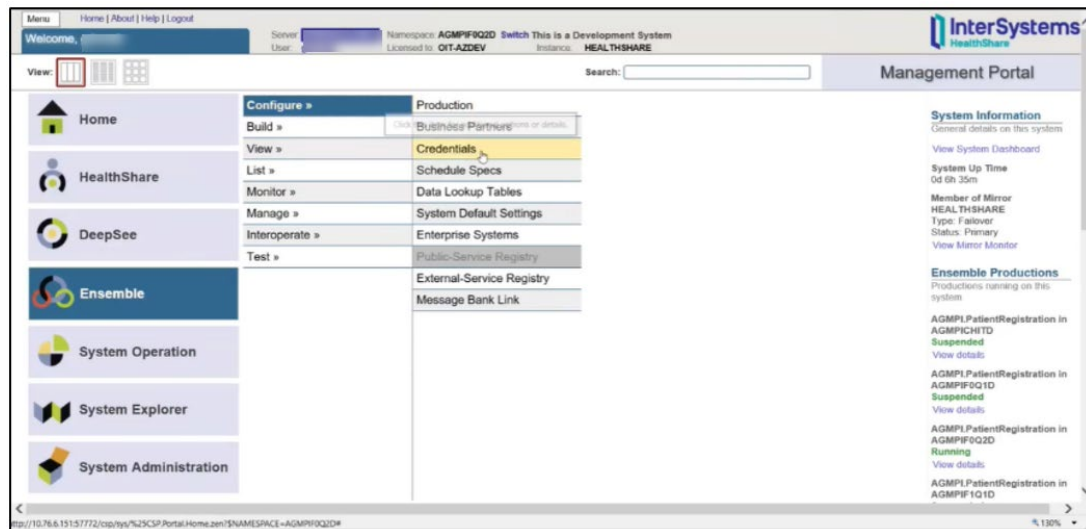 Menu Home | About | Help | Logout
Welcome,
Server
User:
Namespace: AGMPIF0Q2D Switch This is a Development System
Licensed to: OIT-AZDEV Instance: HEALTHSHARE
InterSystems
HealthShare
View:
Search:
Management Portal
Home
HealthShare
DeepSee
Ensemble
System Operation
System Explorer
System Administration
Configure »
Build »
View »
List »
Monitor »
Manage »
Interoperate »
Test »
Production
Business Partners
Credentials
Schedule Specs
Data Lookup Tables
System Default Settings
Enterprise Systems
Public-Service Registry
External-Service Registry
Message Bank Link
System Information
General details on this system
View System Dashboard
System Up Time
0d 6h 35m
Member of Mirror
HEALTHSHARE
Type: Failover
Status: Primary
View Mirror Monitor
Ensemble Productions
Productions running on this
system
AGMPI.PatientRegistration in
AGMPICHITD
Suspended
View details
AGMPI.PatientRegistration in
AGMPIF0Q1D
Suspended
View details
AGMPI.PatientRegistration in
AGMPIF0Q2D
Running
View details
AGMPI.PatientRegistration in
AGMPIF1Q1D
ttp://10.76.6.151:57772/csp/sys/%25CSP.Portal.Home.zen?$NAMESPACE=AGMPIF0Q2D#
130%